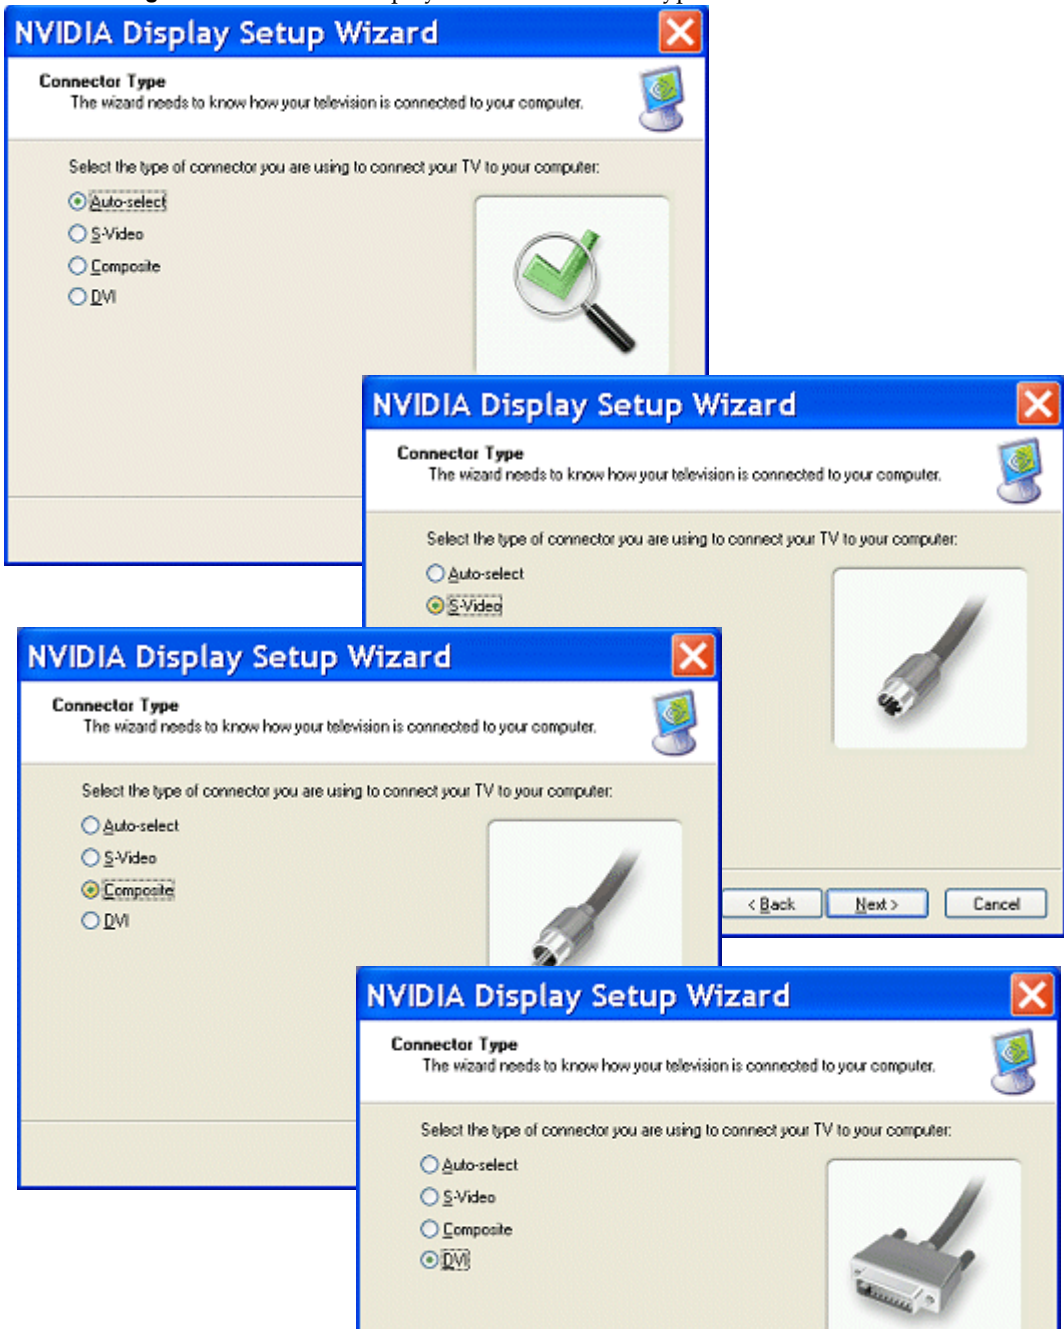 NVIDIA Display Setup Wizard
Connector Type
The wizard needs to know how your television is connected to your computer.
Select the type of connector you are using to connect your TV to your computer:
Auto-select
S-Video
Composite
DVI
NVIDIA Display Setup Wizard
Connector Type
The wizard needs to know how your television is connected to your computer.
Select the type of connector you are using to connect your TV to your computer:
Auto-select
S-Video
< Back
Next >
Cancel
NVIDIA Display Setup Wizard
Connector Type
The wizard needs to know how your television is connected to your computer.
Select the type of connector you are using to connect your TV to your computer:
Auto-select
S-Video
Composite
DVI
NVIDIA Display Setup Wizard
Connector Type
The wizard needs to know how your television is connected to your computer.
Select the type of connector you are using to connect your TV to your computer:
Auto-select
S-Video
Composite
DVI